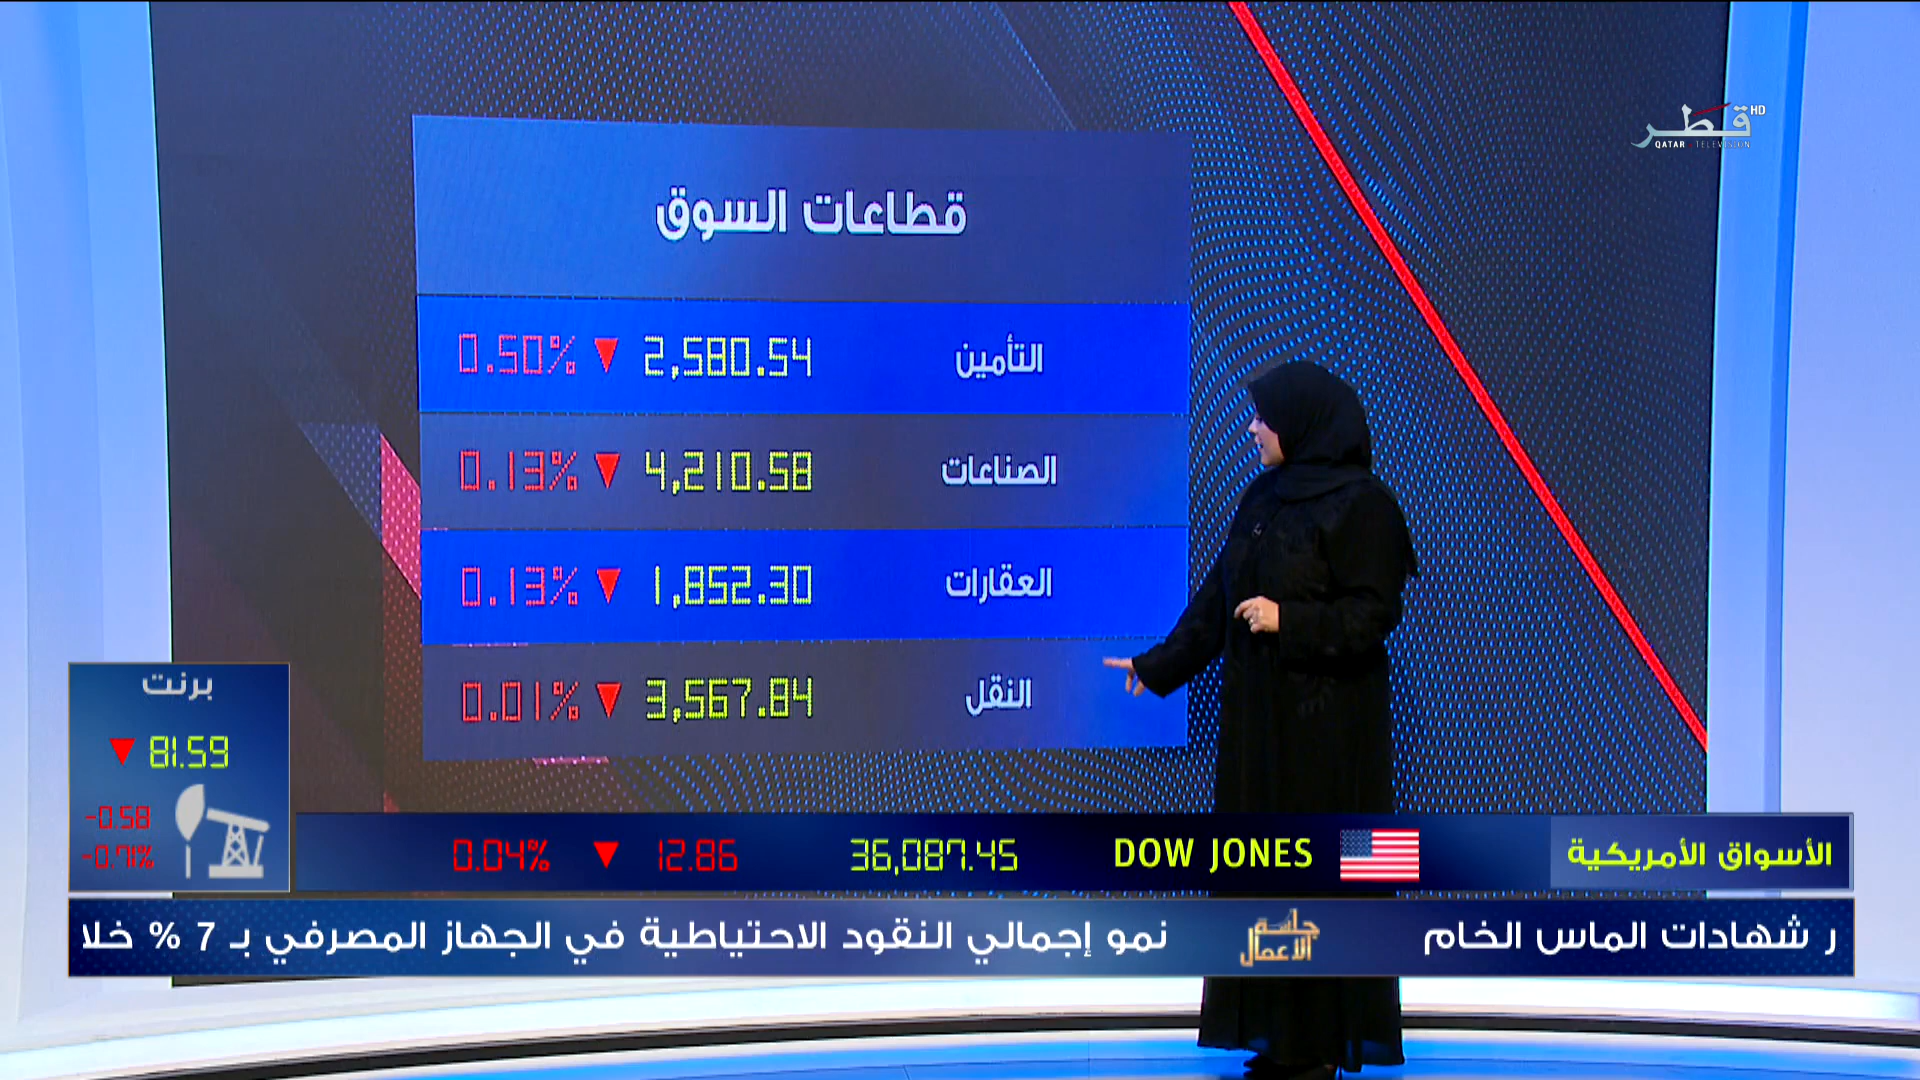 قطر HD
QATAR TELEVISION
قطاعات السوق
التأمين 2,580.54 ▼ 0.50%
الصناعات 4,210.58 ▼ 0.13%
العقارات 1,852.30 ▼ 0.13%
النقل 3,567.84 ▼ 0.01%
برنت
81.59 ▼
-0.58
-0.71%
الأسواق الأمريكية DOW JONES 36,087.45 12.86 ▼ 0.04%
ر شهادات الماس الخام جلسة الأعمال نمو إجمالي النقود الاحتياطية في الجهاز المصرفي بـ 7 % خلا